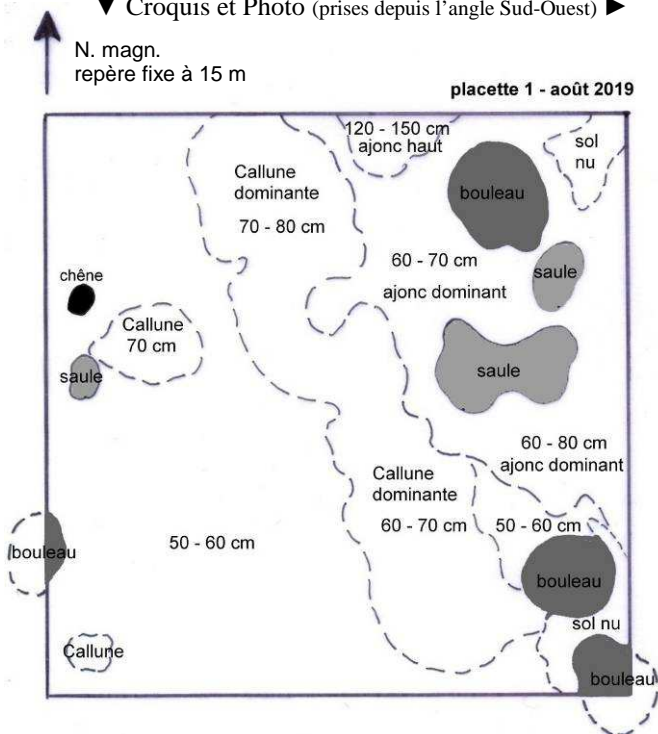 ▼ Croquis et Photo (prises depuis l'angle Sud-Ouest) ►
N. magn.
repère fixe à 15 m
placette 1 - août 2019
120 - 150 cm
ajonc haut
sol
nu
Callune
dominante
70 - 80 cm
bouleau
60 - 70 cm
ajonc dominant
saule
chêne
Callune
70 cm
saule
saule
60 - 80 cm
ajonc dominant
Callune
dominante
60 - 70 cm
50 - 60 cm
50 - 60 cm
bouleau
bouleau
sol nu
Callune
bouleau